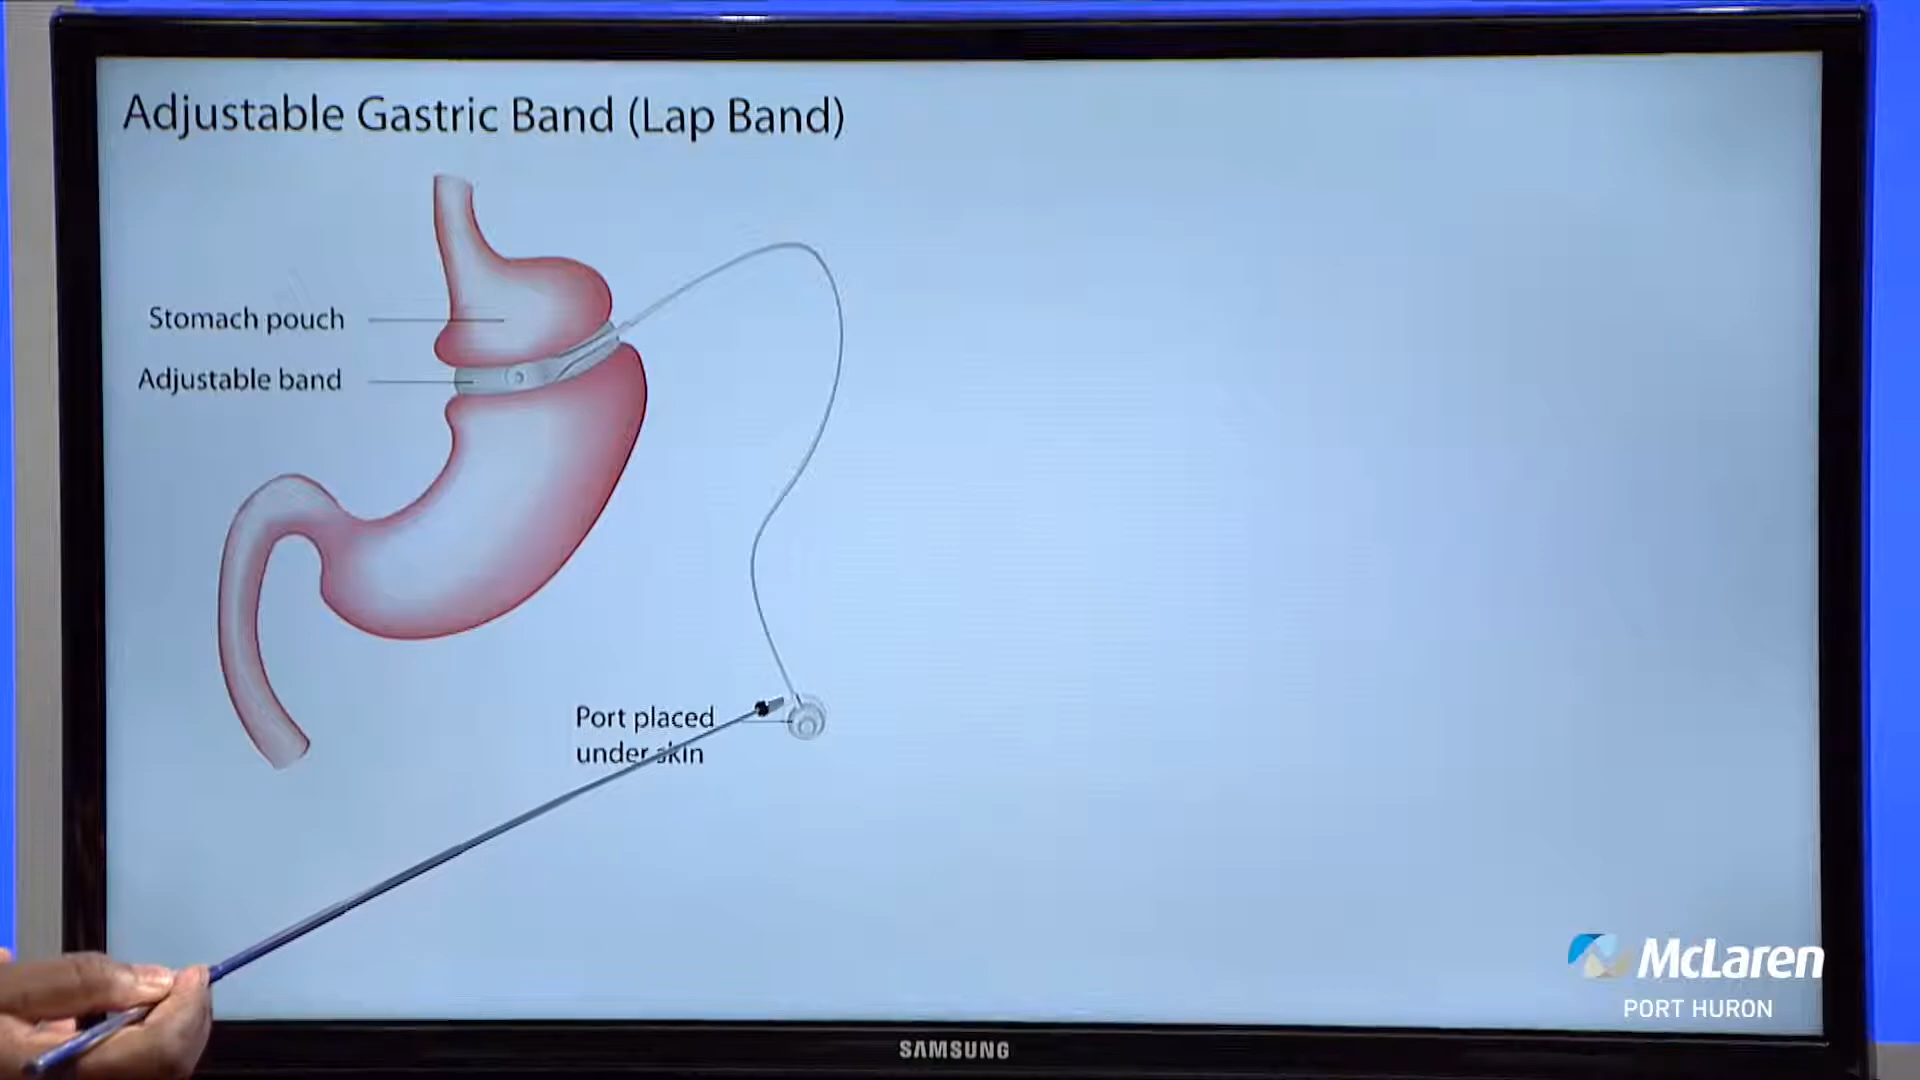 Adjustable Gastric Band (Lap Band)
Stomach pouch
Adjustable band
Port placed
under skin
McLaren
PORT HURON
SAMSUNG